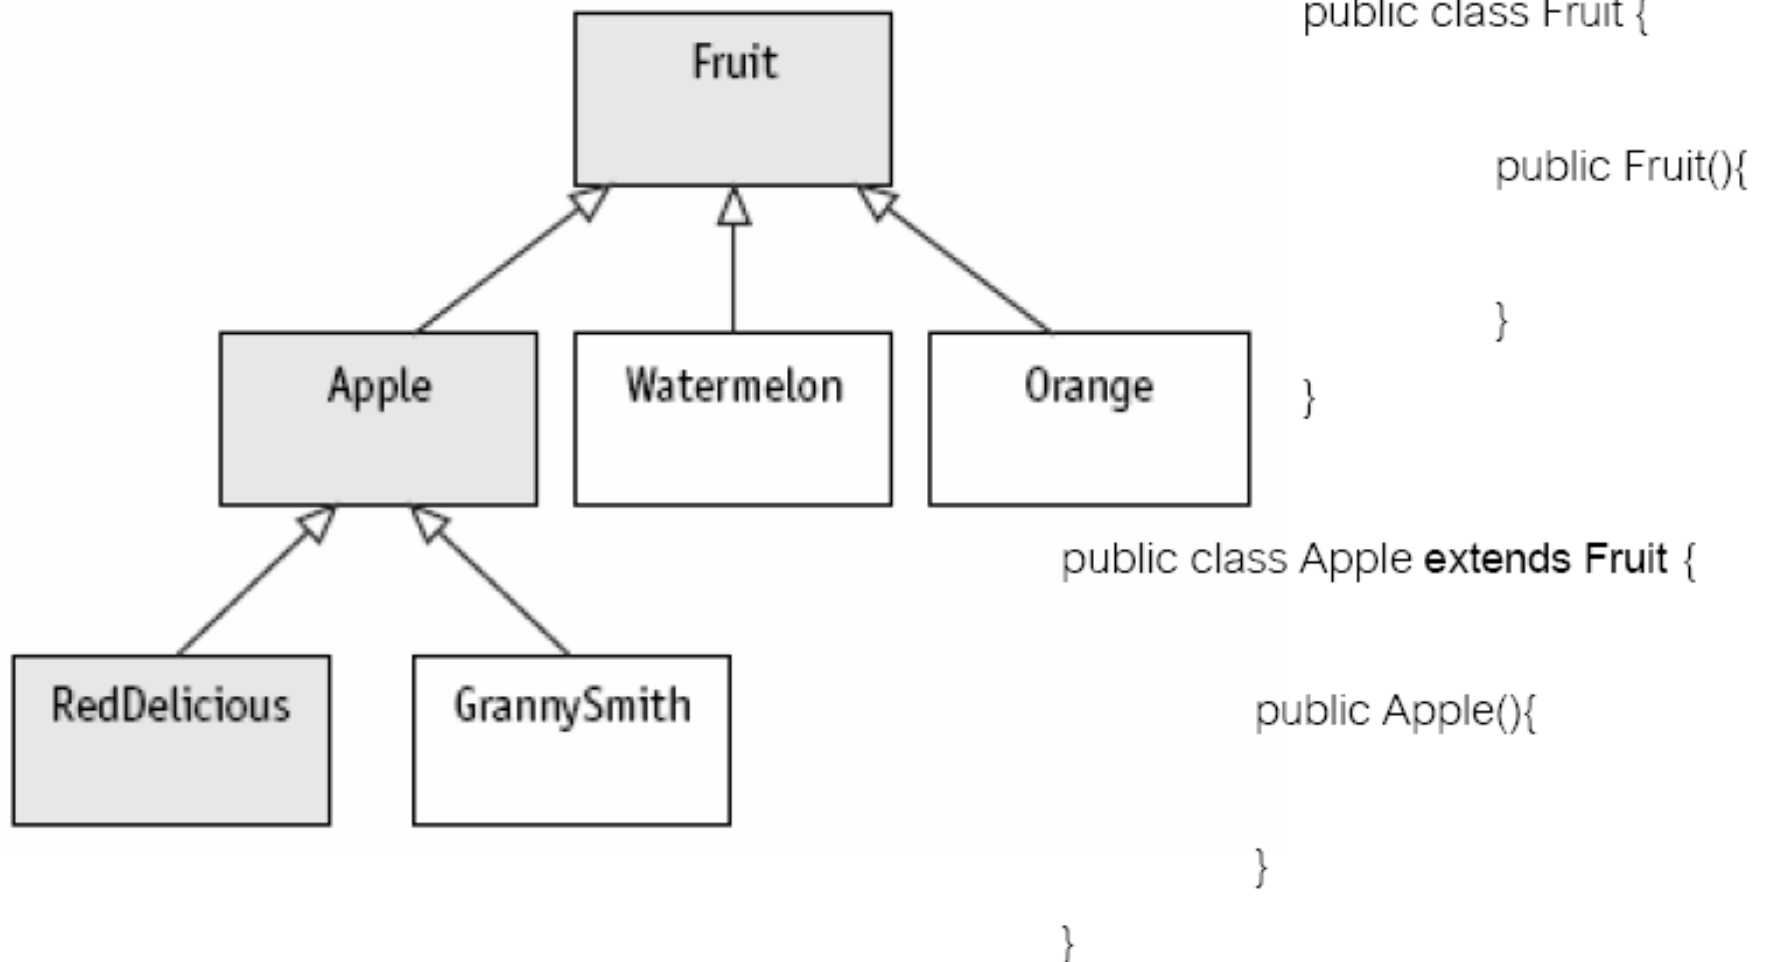 Fruit
Apple
Watermelon
Orange
RedDelicious
GrannySmith
public class Fruit {
public Fruit(){
}
}
public class Apple extends Fruit {
public Apple(){
}
}